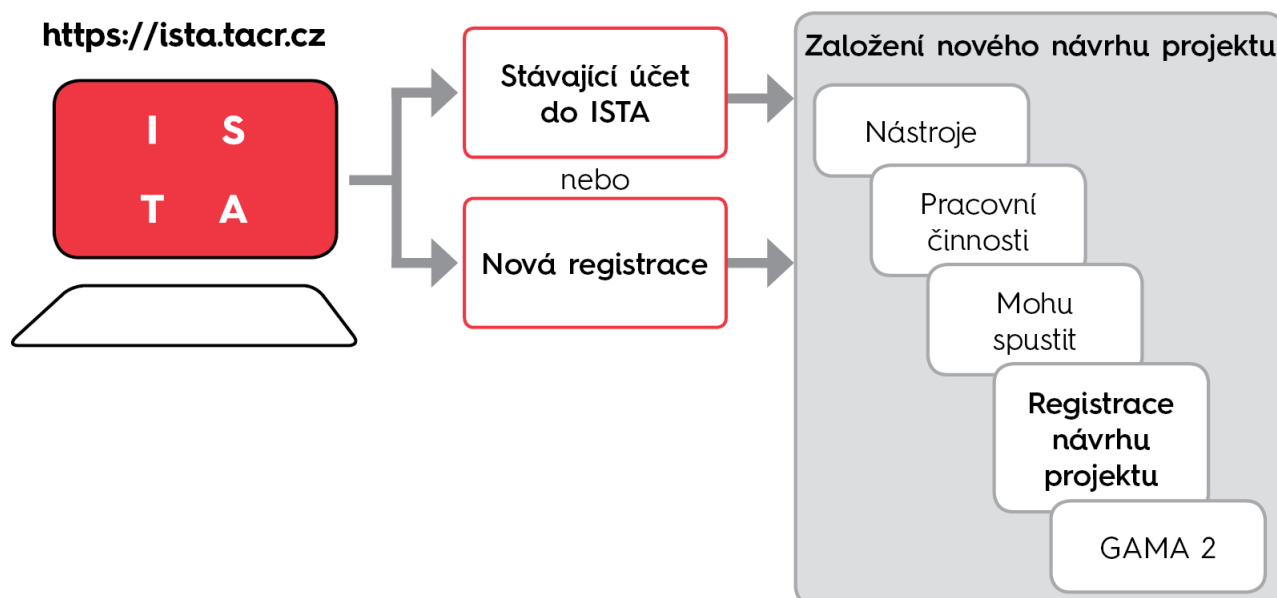 https://ista.tacr.cz
I S
T A
Stávající účet
do ISTA
nebo
Nová registrace
Založení nového návrhu projektu
Nástroje
Pracovní
činnosti
Mohu
spustit
Registrace
návrhu
projektu
GAMA 2